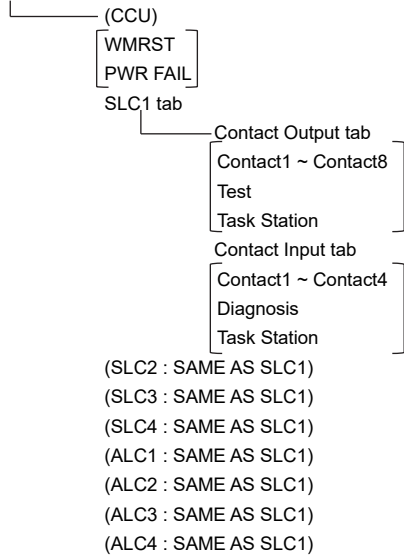 (CCU)
WMRST
PWR FAIL
SLC1 tab
Contact Output tab
Contact1 ~ Contact8
Test
Task Station
Contact Input tab
Contact1 ~ Contact4
Diagnosis
Task Station
(SLC2 : SAME AS SLC1)
(SLC3 : SAME AS SLC1)
(SLC4 : SAME AS SLC1)
(ALC1 : SAME AS SLC1)
(ALC2 : SAME AS SLC1)
(ALC3 : SAME AS SLC1)
(ALC4 : SAME AS SLC1)